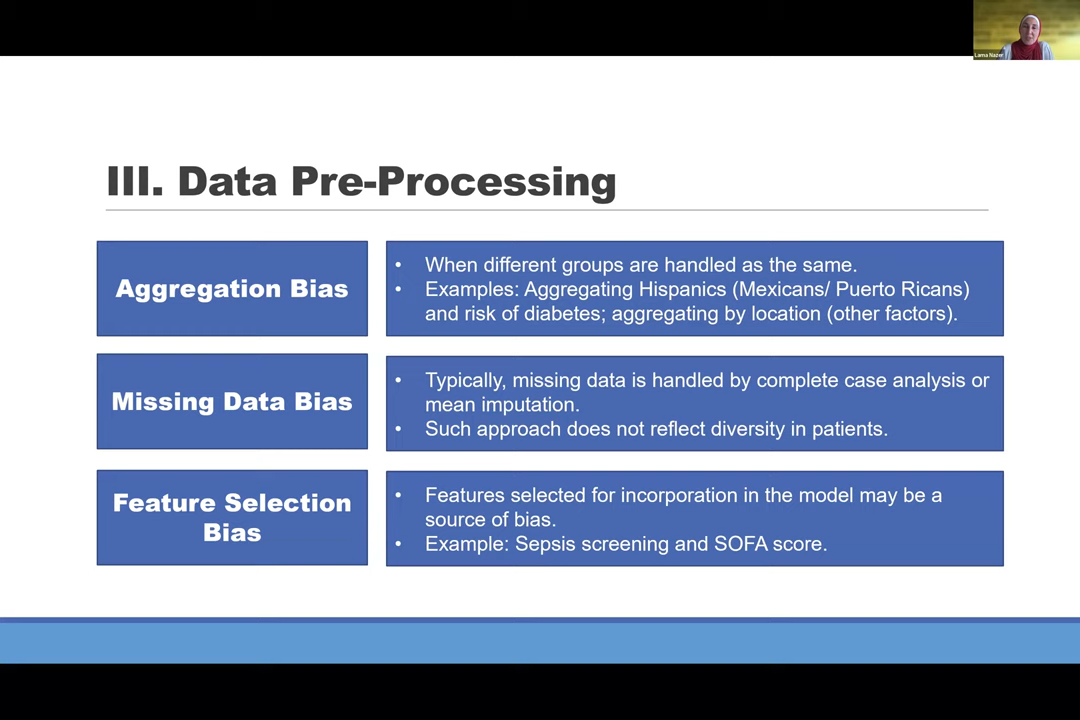 Lama Nazer
III. Data Pre-Processing
Aggregation Bias
• When different groups are handled as the same.
• Examples: Aggregating Hispanics (Mexicans/ Puerto Ricans)
and risk of diabetes; aggregating by location (other factors).
Missing Data Bias
• Typically, missing data is handled by complete case analysis or
mean imputation.
• Such approach does not reflect diversity in patients.
Feature Selection
Bias
• Features selected for incorporation in the model may be a
source of bias.
• Example: Sepsis screening and SOFA score.